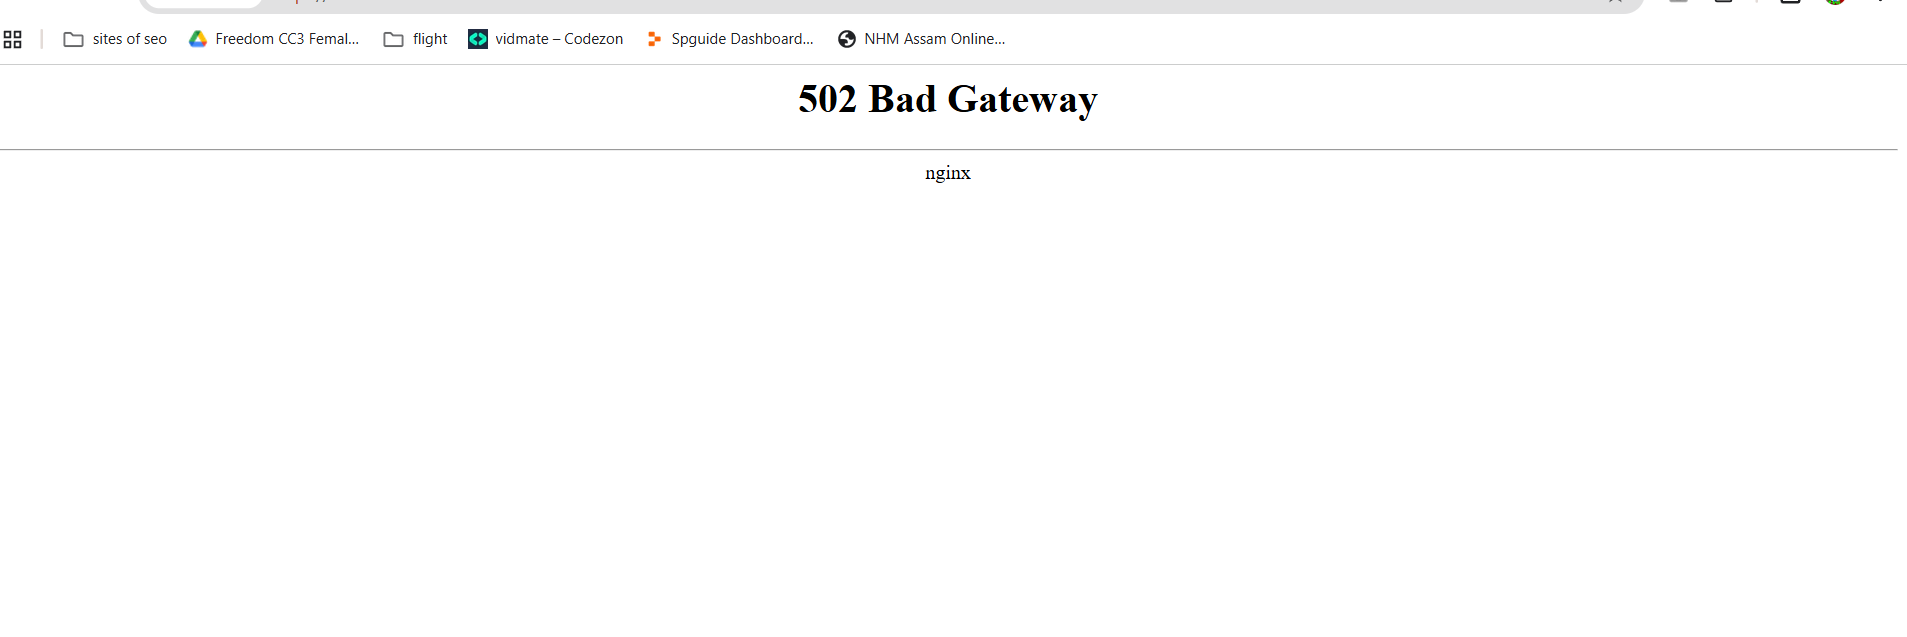 sites of seo Freedom CC3 Femal... flight vidmate – Codezon Spguide Dashboard... NHM Assam Online...
502 Bad Gateway
nginx